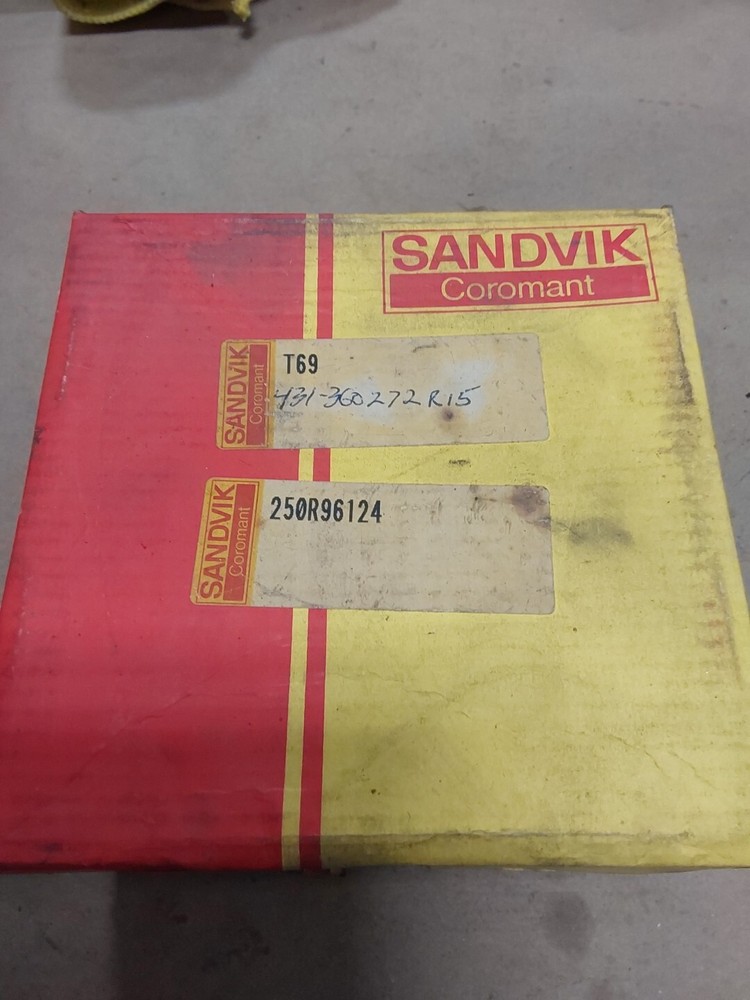 SANDVIK
Coromant
SANDVIK
Coromant
T69
431-360272 R15
SANDVIK
Coromant
250R96124